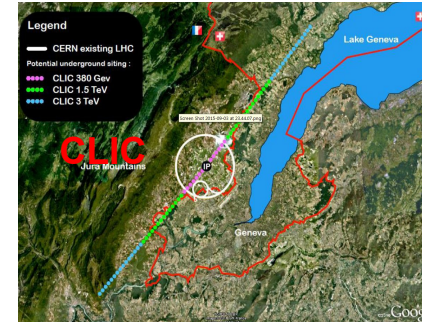 Legend
CERN existing LHC
Potential underground siting :
CLIC 380 Gev
CLIC 1.5 TeV
CLIC 3 TeV
Lake Geneva
Screen Shot 2015-09-03 at 23.44.07.png
CLIC
Jura Mountains
IP
Geneva
Goog